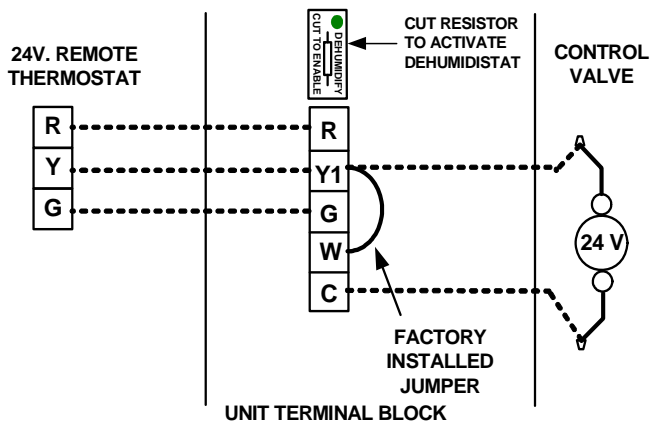 24V. REMOTE
THERMOSTAT
R
Y
G
CUT TO ENABLE
DEHUMIDIFY
CUT RESISTOR
TO ACTIVATE
DEHUMIDISTAT
CONTROL
VALVE
R
Y1
G
W
C
24 V
FACTORY
INSTALLED
JUMPER
UNIT TERMINAL BLOCK